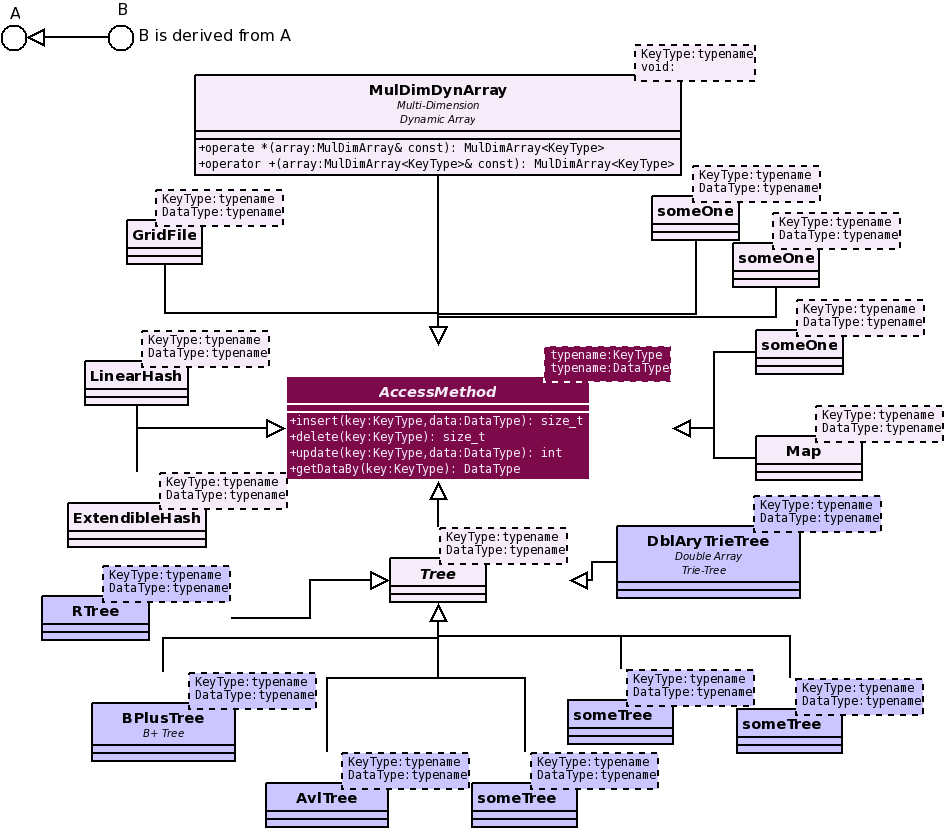 A
B
B is derived from A
KeyType:typename
void:
MulDimDynArray
Multi-Dimension
Dynamic Array
+operate *(array:MulDimArray& const): MulDimArray<KeyType>
+operator +(array:MulDimArray<KeyType>& const): MulDimArray<KeyType>
KeyType:typename
DataType:typename
GridFile
KeyType:typename
DataType:typename
someOne
KeyType:typename
DataType:typename
someOne
KeyType:typename
DataType:typename
someOne
KeyType:typename
DataType:typename
LinearHash
typename:KeyType
typename:DataType
AccessMethod
+insert(key:KeyType,data:DataType): size_t
+delete(key:KeyType): size_t
+update(key:KeyType,data:DataType): int
+getDataBy(key:KeyType): DataType
KeyType:typename
DataType:typename
Map
KeyType:typename
DataType:typename
ExtendibleHash
KeyType:typename
DataType:typename
DblAryTrieTree
Double Array
Trie-Tree
KeyType:typename
DataType:typename
Tree
KeyType:typename
DataType:typename
RTree
KeyType:typename
DataType:typename
BPlusTree
B+ Tree
KeyType:typename
DataType:typename
someTree
KeyType:typename
DataType:typename
someTree
KeyType:typename
DataType:typename
AvlTree
KeyType:typename
DataType:typename
someTree